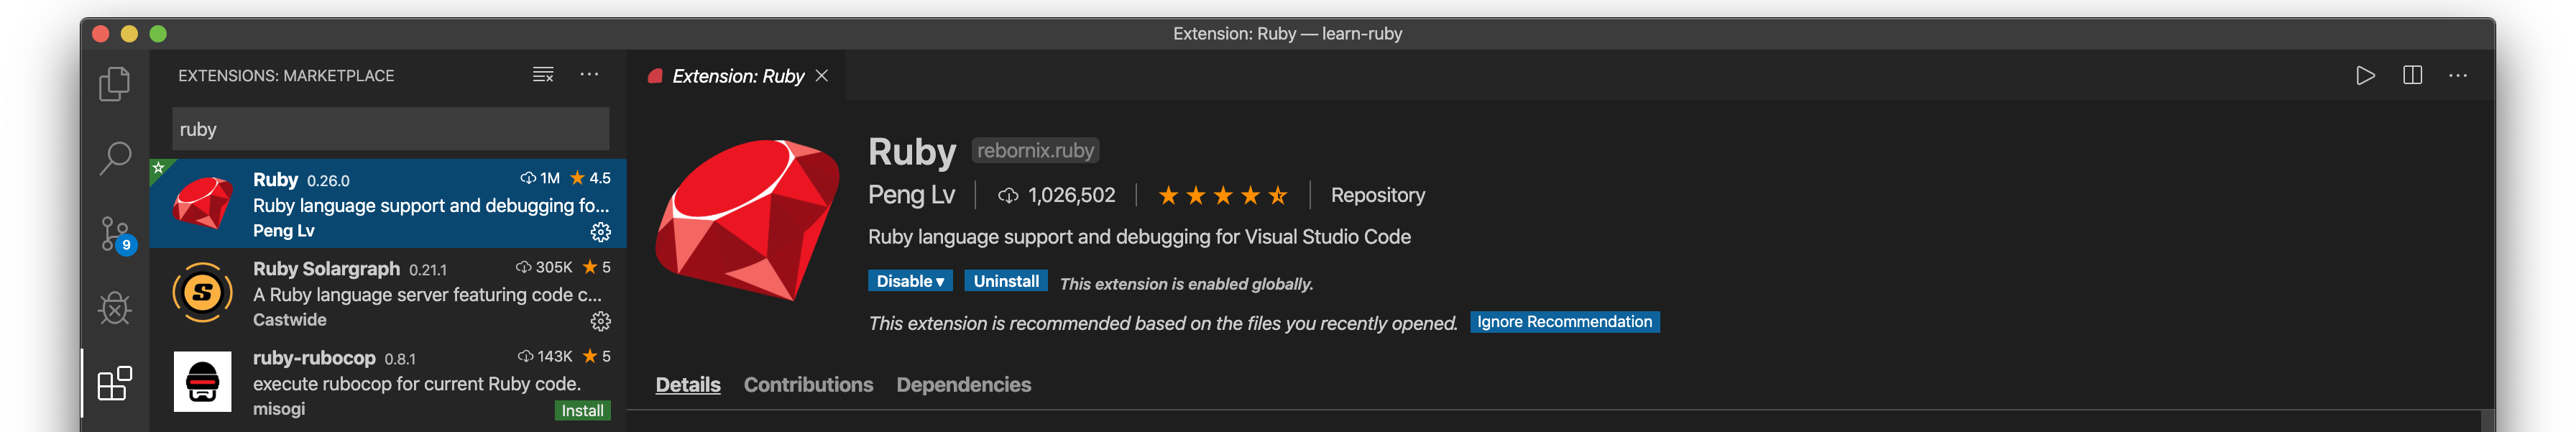 Extension: Ruby — learn-ruby
EXTENSIONS: MARKETPLACE
ruby
Ruby 0.26.0 1M ★ 4.5
Ruby language support and debugging fo...
Peng Lv
Ruby Solargraph 0.21.1 305K ★ 5
A Ruby language server featuring code c...
Castwide
ruby-rubocop 0.8.1 143K ★ 5
execute rubocop for current Ruby code.
misogi Install
9
Extension: Ruby
Ruby rebornix.ruby
Peng Lv 1,026,502 Repository
Ruby language support and debugging for Visual Studio Code
Disable ▾ Uninstall This extension is enabled globally.
This extension is recommended based on the files you recently opened. Ignore Recommendation
Details Contributions Dependencies